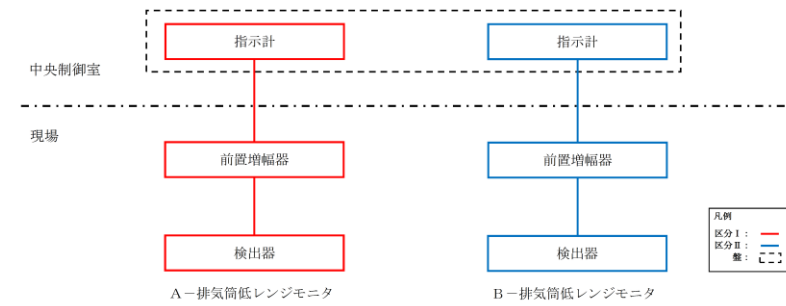 指示計
指示計
中央制御室
現場
前置増幅器
前置増幅器
検出器
検出器
A－排気筒低レンジモニタ
B－排気筒低レンジモニタ
凡例
区分Ⅰ：
区分Ⅱ：
盤：